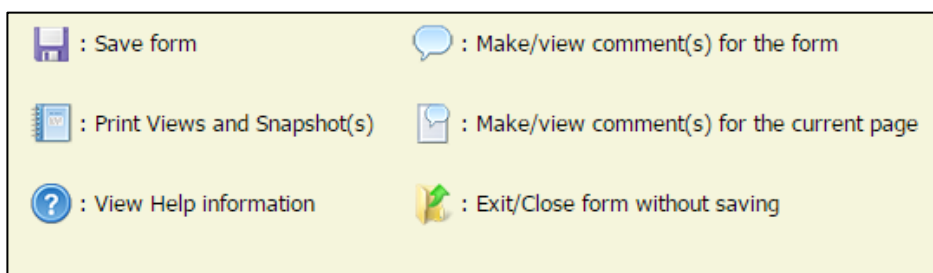 : Save form
: Make/view comment(s) for the form
: Print Views and Snapshot(s)
: Make/view comment(s) for the current page
: View Help information
: Exit/Close form without saving